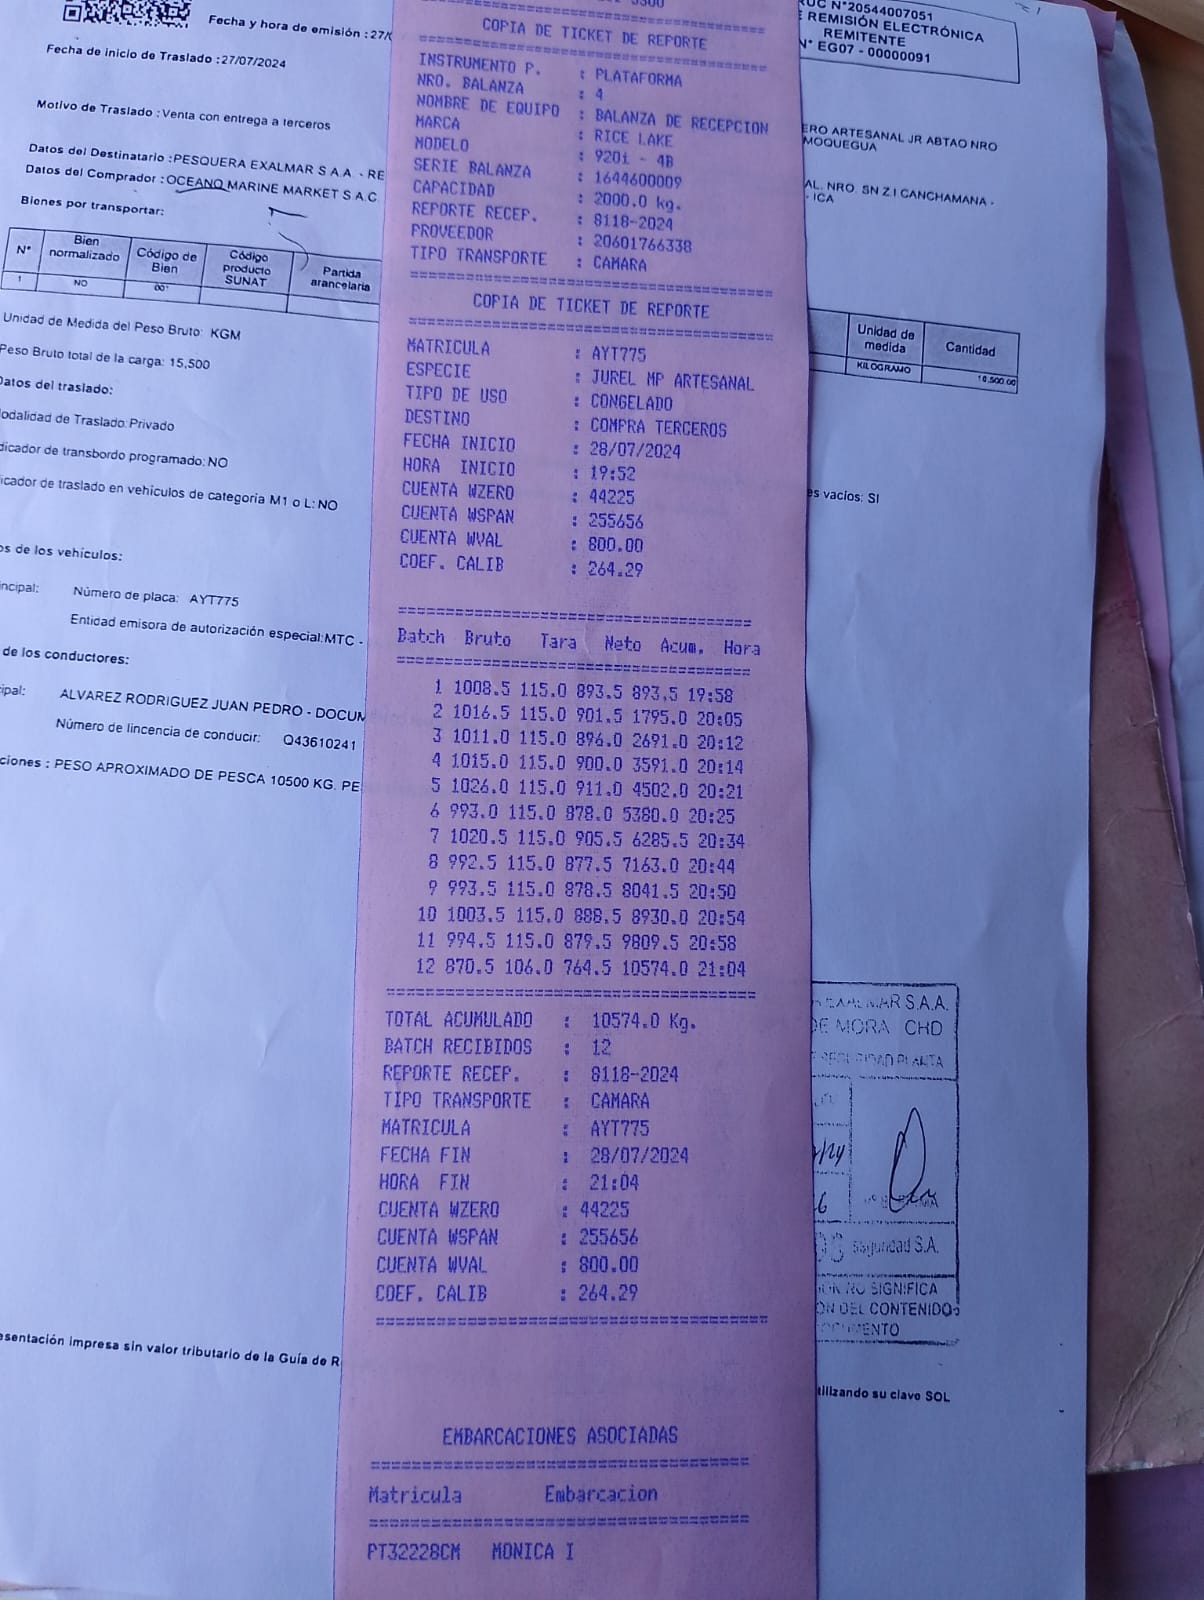 Fecha y hora de emisión : 27/
Fecha de inicio de Traslado : 27/07/2024
Motivo de Traslado : Venta con entrega a terceros
Datos del Destinatario : PESQUERA EXALMAR S A A - RE
Datos del Comprador : OCEANO MARINE MARKET S A C
Bienes por transportar:
N° Bien normalizado Código de Bien Código producto SUNAT Partida arancelaria
1 NO 001
Unidad de Medida del Peso Bruto: KGM
Peso Bruto total de la carga: 15,500
Datos del traslado:
odalidad de Traslado: Privado
dicador de transbordo programado: NO
icador de traslado en vehículos de categoría M1 o L: NO
os de los vehículos:
ncipal: Número de placa: AYT775
Entidad emisora de autorización especial: MTC -
de los conductores:
ipal: ALVAREZ RODRIGUEZ JUAN PEDRO - DOCUM
Número de lincencia de conducir: Q43610241
ciones : PESO APROXIMADO DE PESCA 10500 KG. PE
esentación impresa sin valor tributario de la Guía de R
COPIA DE TICKET DE REPORTE
INSTRUMENTO P. : PLATAFORMA
NRO. BALANZA : 4
NOMBRE DE EQUIPO : BALANZA DE RECEPCION
MARCA : RICE LAKE
MODELO : 920i - 4B
SERIE BALANZA : 1644600009
CAPACIDAD : 2000.0 kg.
REPORTE RECEP. : 8118-2024
PROVEEDOR : 20601766338
TIPO TRANSPORTE : CAMARA
COPIA DE TICKET DE REPORTE
MATRICULA : AYT775
ESPECIE : JUREL MP ARTESANAL
TIPO DE USO : CONGELADO
DESTINO : COMPRA TERCEROS
FECHA INICIO : 28/07/2024
HORA INICIO : 19:52
CUENTA WZERO : 44225
CUENTA WSPAN : 255656
CUENTA WVAL : 800.00
COEF. CALIB : 264.29
Batch Bruto Tara Neto Acum. Hora
1 1008.5 115.0 893.5 893.5 19:58
2 1016.5 115.0 901.5 1795.0 20:05
3 1011.0 115.0 896.0 2691.0 20:12
4 1015.0 115.0 900.0 3591.0 20:14
5 1026.0 115.0 911.0 4502.0 20:21
6 993.0 115.0 878.0 5380.0 20:25
7 1020.5 115.0 905.5 6285.5 20:34
8 992.5 115.0 877.5 7163.0 20:44
9 993.5 115.0 878.5 8041.5 20:50
10 1003.5 115.0 888.5 8930.0 20:54
11 994.5 115.0 879.5 9809.5 20:58
12 870.5 106.0 764.5 10574.0 21:04
TOTAL ACUMULADO : 10574.0 Kg.
BATCH RECIBIDOS : 12
REPORTE RECEP. : 8118-2024
TIPO TRANSPORTE : CAMARA
MATRICULA : AYT775
FECHA FIN : 28/07/2024
HORA FIN : 21:04
CUENTA WZERO : 44225
CUENTA WSPAN : 255656
CUENTA WVAL : 800.00
COEF. CALIB : 264.29
EMBARCACIONES ASOCIADAS
Matricula Embarcacion
PT32228CM MONICA I
RUC N°20544007051
REMISIÓN ELECTRÓNICA
REMITENTE
N° EG07 - 00000091
ERO ARTESANAL JR ABTAO NRO
MOQUEGUA
AL. NRO. SN Z.I CANCHAMANA -
- ICA
Unidad de medida Cantidad
KILOGRAMO 10,500.00
es vacíos: SI
EXALMAR S.A.A.
DE MORA CHD
PLANTA
Seguridad S.A.
NO SIGNIFICA
DEL CONTENIDO
tilizando su clave SOL